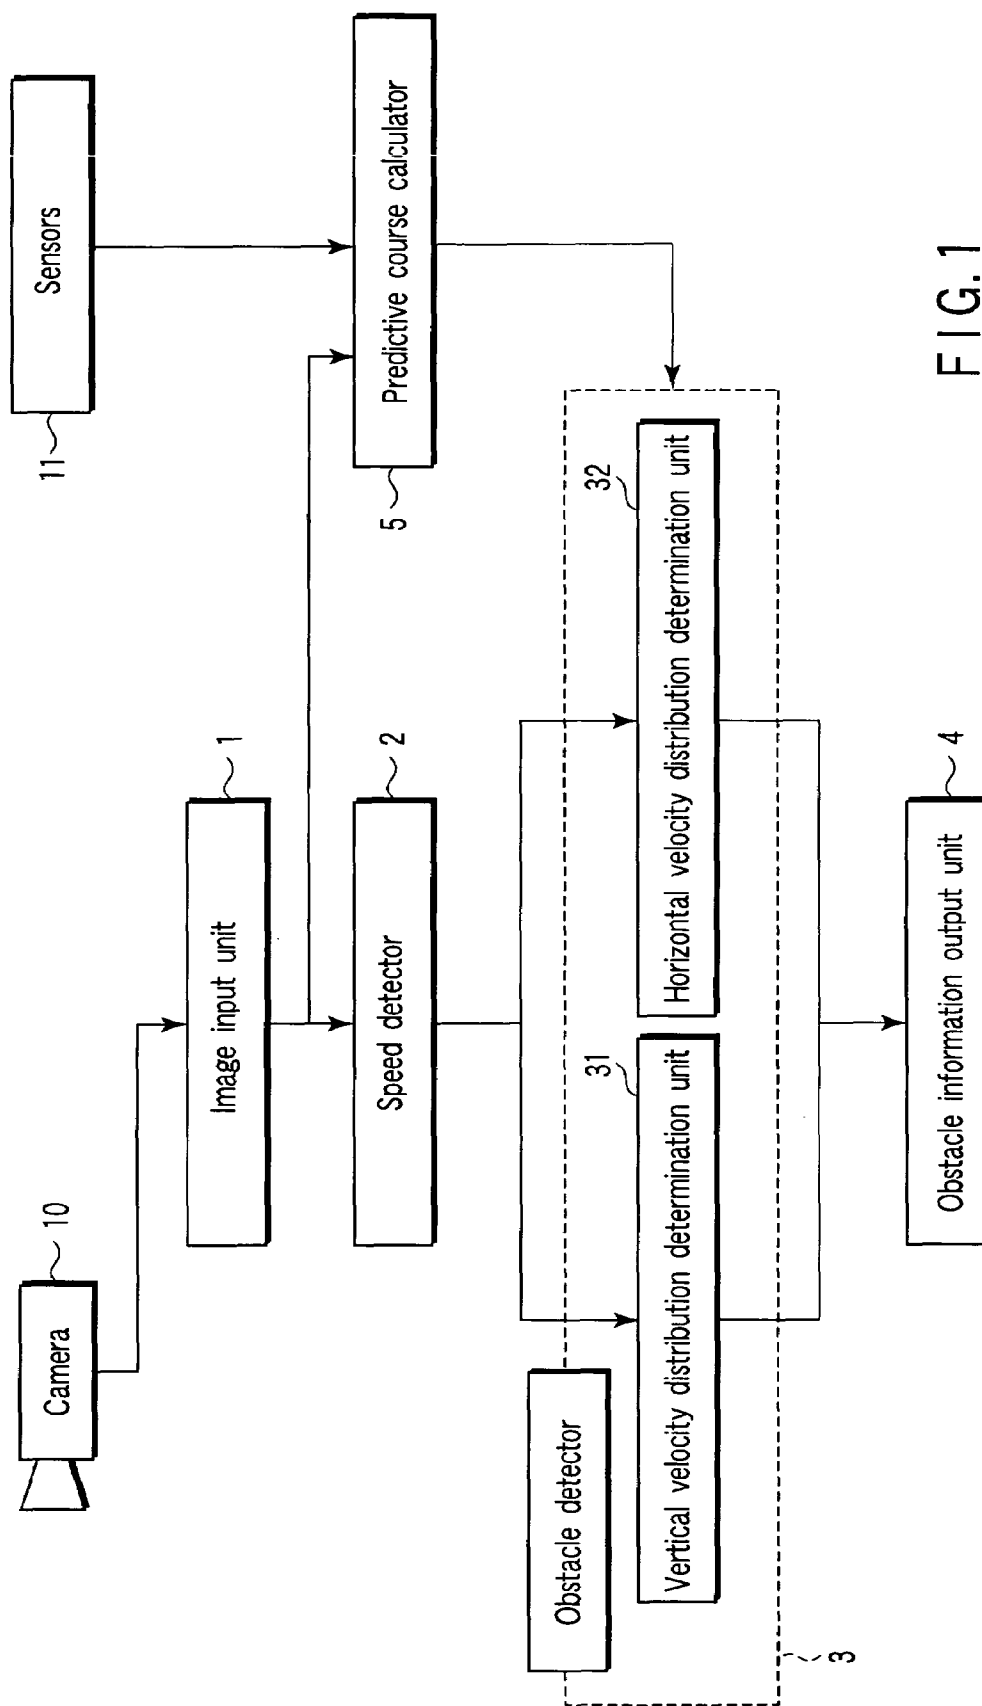 Camera
10
Sensors
11
Image input unit
1
Speed detector
2
Predictive course calculator
5
Obstacle detector
Vertical velocity distribution determination unit
31
Horizontal velocity distribution determination unit
32
3
Obstacle information output unit
4
FIG. 1